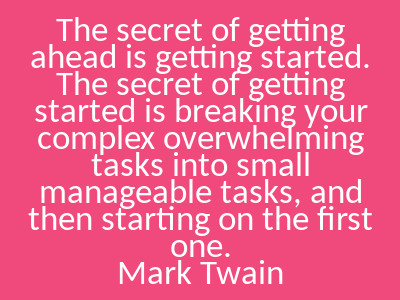 The secret of getting
ahead is getting started.
The secret of getting
started is breaking your
complex overwhelming
tasks into small
manageable tasks, and
then starting on the first
one.
Mark Twain